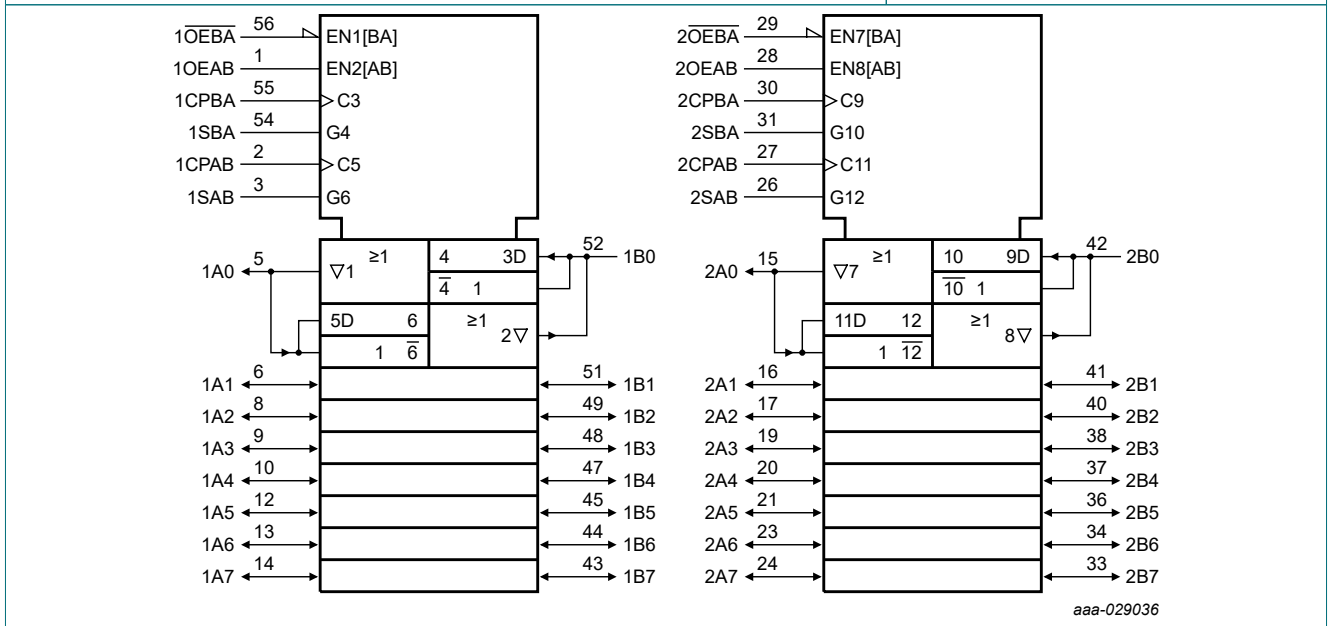 1O̅E̅B̅A̅ 56 EN1[BA]
1OEAB 1 EN2[AB]
1CPBA 55 C3
1SBA 54 G4
1CPAB 2 C5
1SAB 3 G6
1A0 5 ▽1 ≥1 4 3D 52 1B0
4̅ 1
5D 6 ≥1 2▽
1 6̅
1A1 6 51 1B1
1A2 8 49 1B2
1A3 9 48 1B3
1A4 10 47 1B4
1A5 12 45 1B5
1A6 13 44 1B6
1A7 14 43 1B7
2O̅E̅B̅A̅ 29 EN7[BA]
2OEAB 28 EN8[AB]
2CPBA 30 C9
2SBA 31 G10
2CPAB 27 C11
2SAB 26 G12
2A0 15 ▽7 ≥1 10 9D 42 2B0
1̅0̅ 1
11D 12 ≥1 8▽
1 1̅2̅
2A1 16 41 2B1
2A2 17 40 2B2
2A3 19 38 2B3
2A4 20 37 2B4
2A5 21 36 2B5
2A6 23 34 2B6
2A7 24 33 2B7
aaa-029036